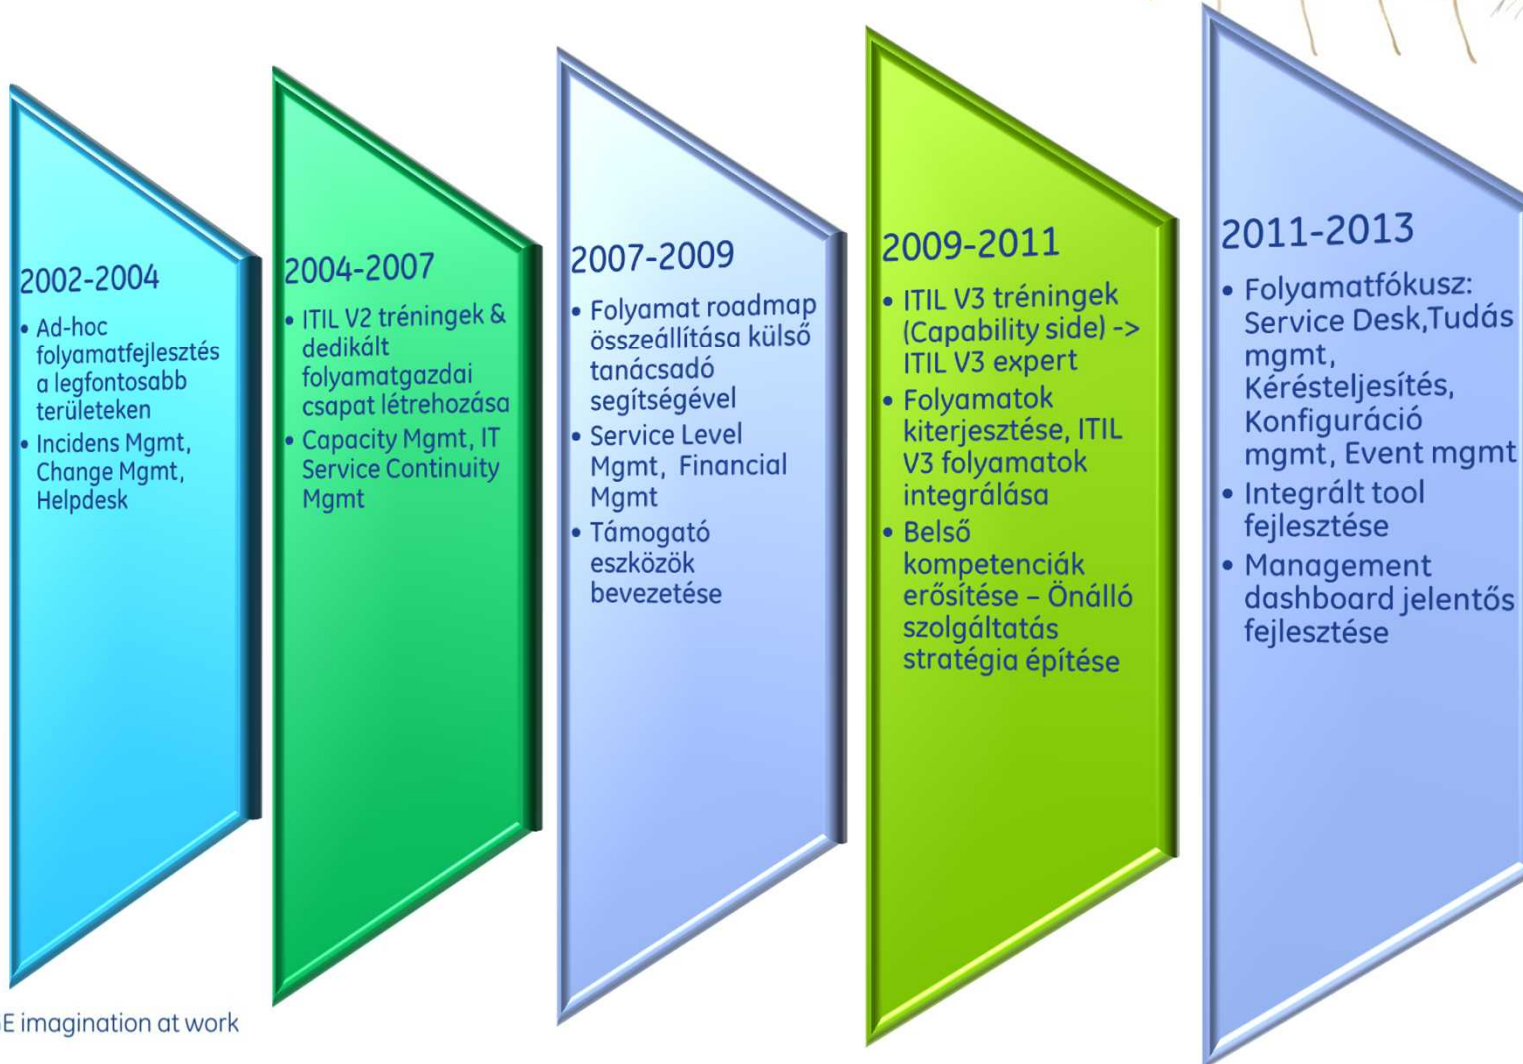 2002-2004
• Ad-hoc
folyamatfejlesztés
a legfontosabb
területeken
• Incidens Mgmt,
Change Mgmt,
Helpdesk
2004-2007
• ITIL V2 tréningek &
dedikált
folyamatgazdai
csapat létrehozása
• Capacity Mgmt, IT
Service Continuity
Mgmt
2007-2009
• Folyamat roadmap
összeállítása külső
tanácsadó
segítségével
• Service Level
Mgmt, Financial
Mgmt
• Támogató
eszközök
bevezetése
2009-2011
• ITIL V3 tréningek
(Capability side) ->
ITIL V3 expert
• Folyamatok
kiterjesztése, ITIL
V3 folyamatok
integrálása
• Belső
kompetenciák
erősítése – Önálló
szolgáltatás
stratégia építése
2011-2013
• Folyamatfókusz:
Service Desk,Tudás
mgmt,
Kérésteljesítés,
Konfiguráció
mgmt, Event mgmt
• Integrált tool
fejlesztése
• Management
dashboard jelentős
fejlesztése
GE imagination at work